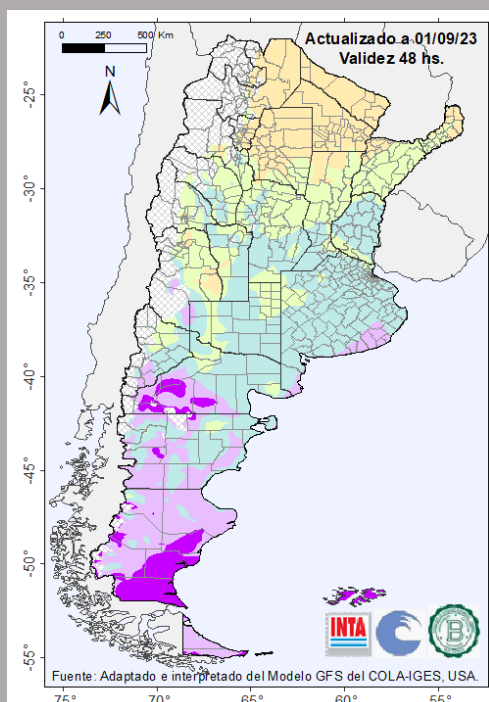 0 250 500 Km
Actualizado a 01/09/23
Validez 48 hs.
N
25°
30°
35°
40°
45°
50°
55°
INTA
B
Fuente: Adaptado e interpretado del Modelo GFS del COLA-IGES, USA.
75° 70° 65° 60° 55°